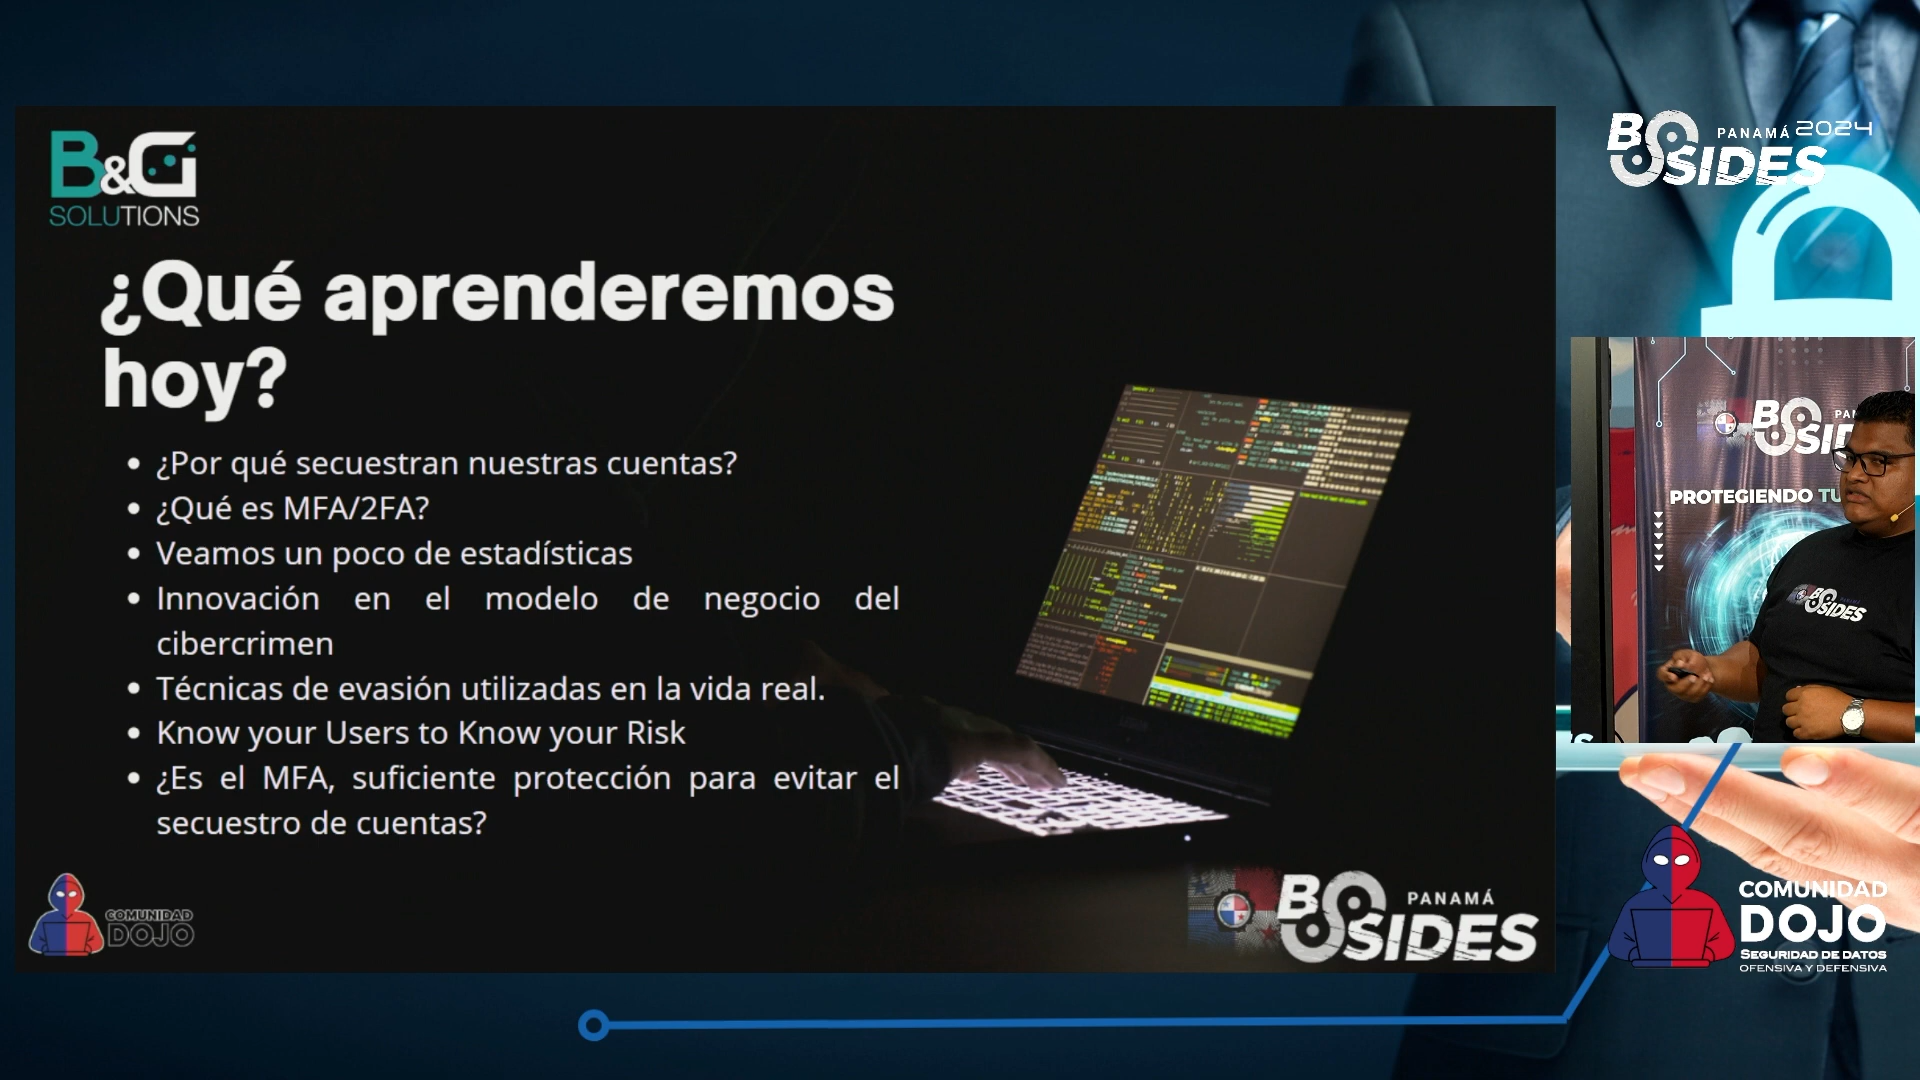 B&G
SOLUTIONS
¿Qué aprenderemos
hoy?
• ¿Por qué secuestran nuestras cuentas?
• ¿Qué es MFA/2FA?
• Veamos un poco de estadísticas
• Innovación en el modelo de negocio del
cibercrimen
• Técnicas de evasión utilizadas en la vida real.
• Know your Users to Know your Risk
• ¿Es el MFA, suficiente protección para evitar el
secuestro de cuentas?
COMUNIDAD
DOJO
BSIDES PANAMÁ
BSIDES PANAMÁ 2024
PROTEGIENDO TU
BSIDES
COMUNIDAD
DOJO
SEGURIDAD DE DATOS
OFENSIVA Y DEFENSIVA